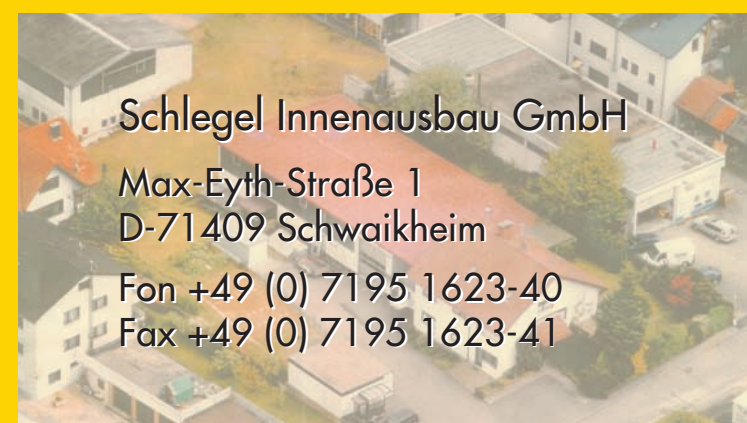 Schlegel Innenausbau GmbH
Max-Eyth-Straße 1
D-71409 Schwaikheim
Fon +49 (0) 7195 1623-40
Fax +49 (0) 7195 1623-41